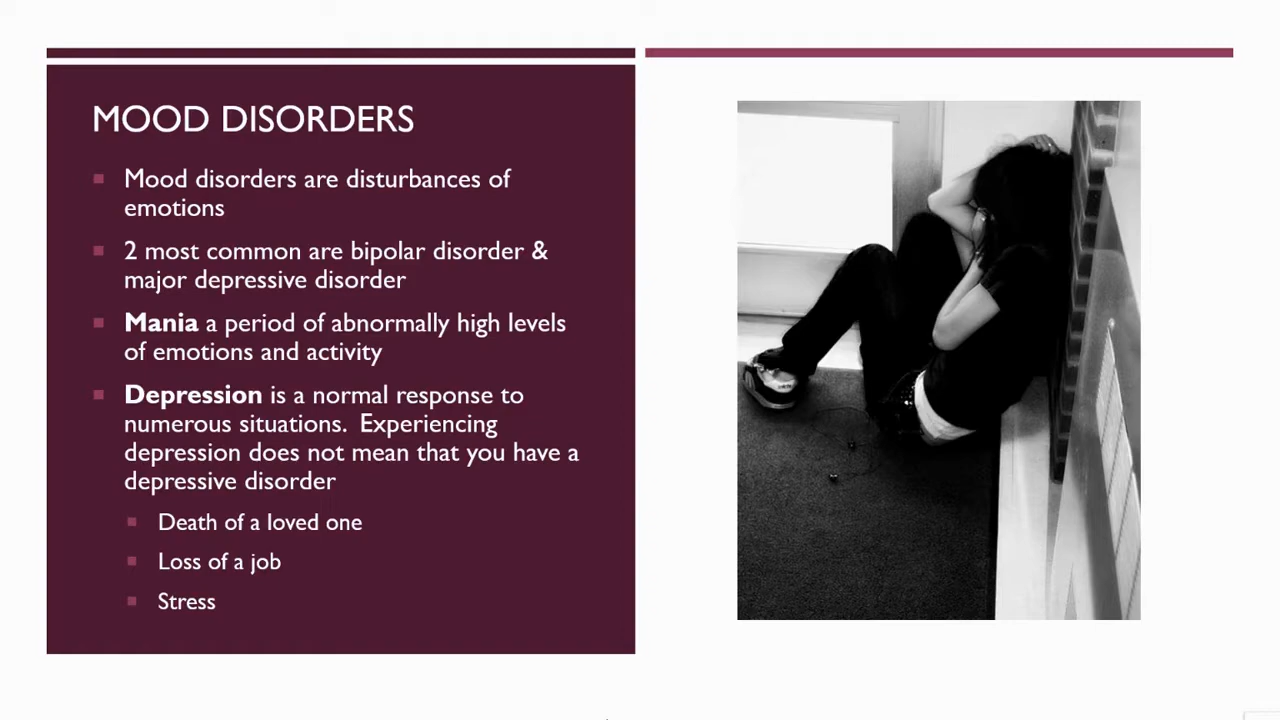 MOOD DISORDERS
Mood disorders are disturbances of
emotions
2 most common are bipolar disorder &
major depressive disorder
Mania a period of abnormally high levels
of emotions and activity
Depression is a normal response to
numerous situations.  Experiencing
depression does not mean that you have a
depressive disorder
Death of a loved one
Loss of a job
Stress